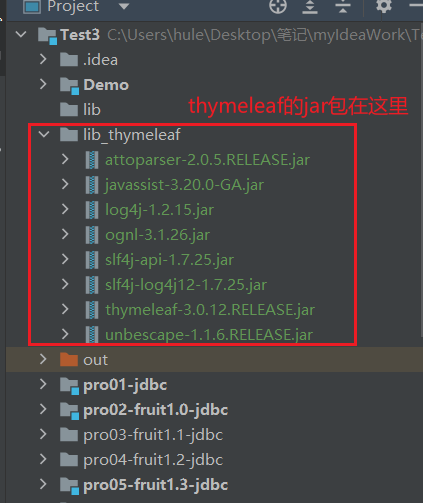 Project
Test3 C:\Users\hule\Desktop\笔记\myIdeaWork\T
.idea
Demo
lib
thymeleaf的jar包在这里
lib_thymeleaf
attoparser-2.0.5.RELEASE.jar
javassist-3.20.0-GA.jar
log4j-1.2.15.jar
ognl-3.1.26.jar
slf4j-api-1.7.25.jar
slf4j-log4j12-1.7.25.jar
thymeleaf-3.0.12.RELEASE.jar
unbescape-1.1.6.RELEASE.jar
out
pro01-jdbc
pro02-fruit1.0-jdbc
pro03-fruit1.1-jdbc
pro04-fruit1.2-jdbc
pro05-fruit1.3-jdbc